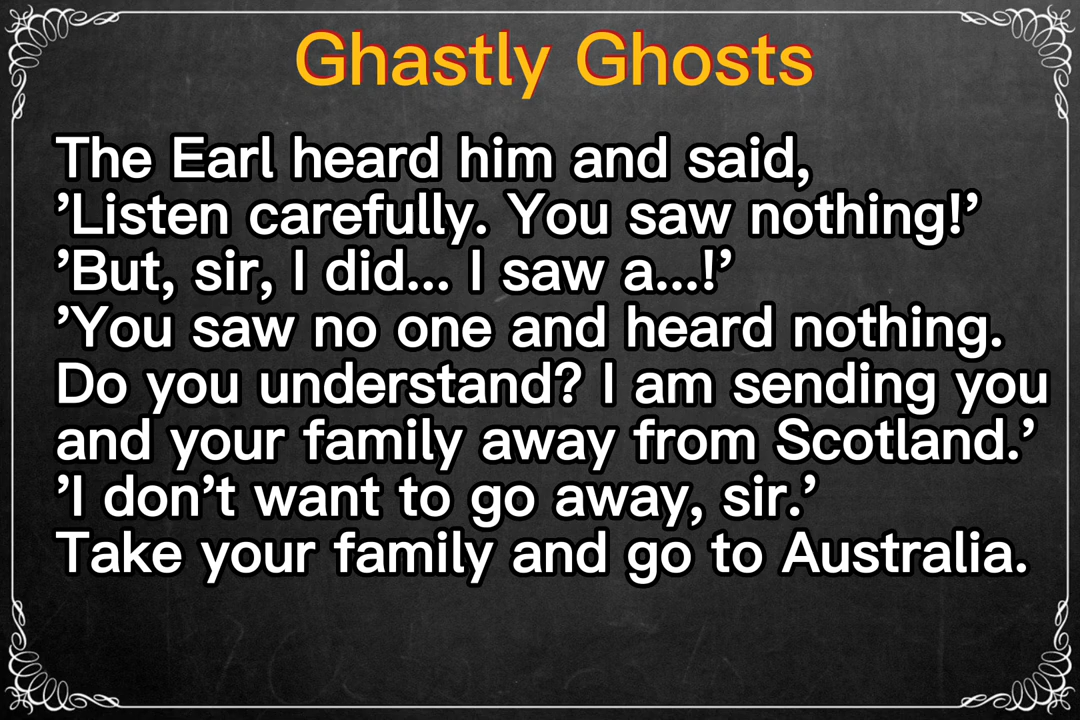 Ghastly Ghosts
The Earl heard him and said,
’Listen carefully. You saw nothing!’
’But, sir, I did... I saw a...!’
’You saw no one and heard nothing.
Do you understand? I am sending you
and your family away from Scotland.’
’I don’t want to go away, sir.’
Take your family and go to Australia.